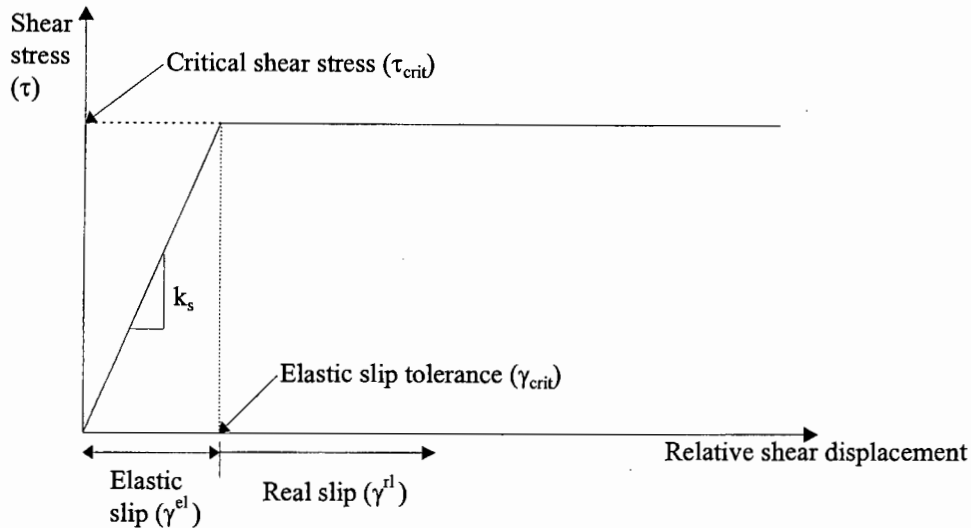 Shear
stress
(τ)
Critical shear stress (τcrit)
ks
Elastic slip tolerance (γcrit)
Relative shear displacement
Elastic
slip (γel)
Real slip (γrl)